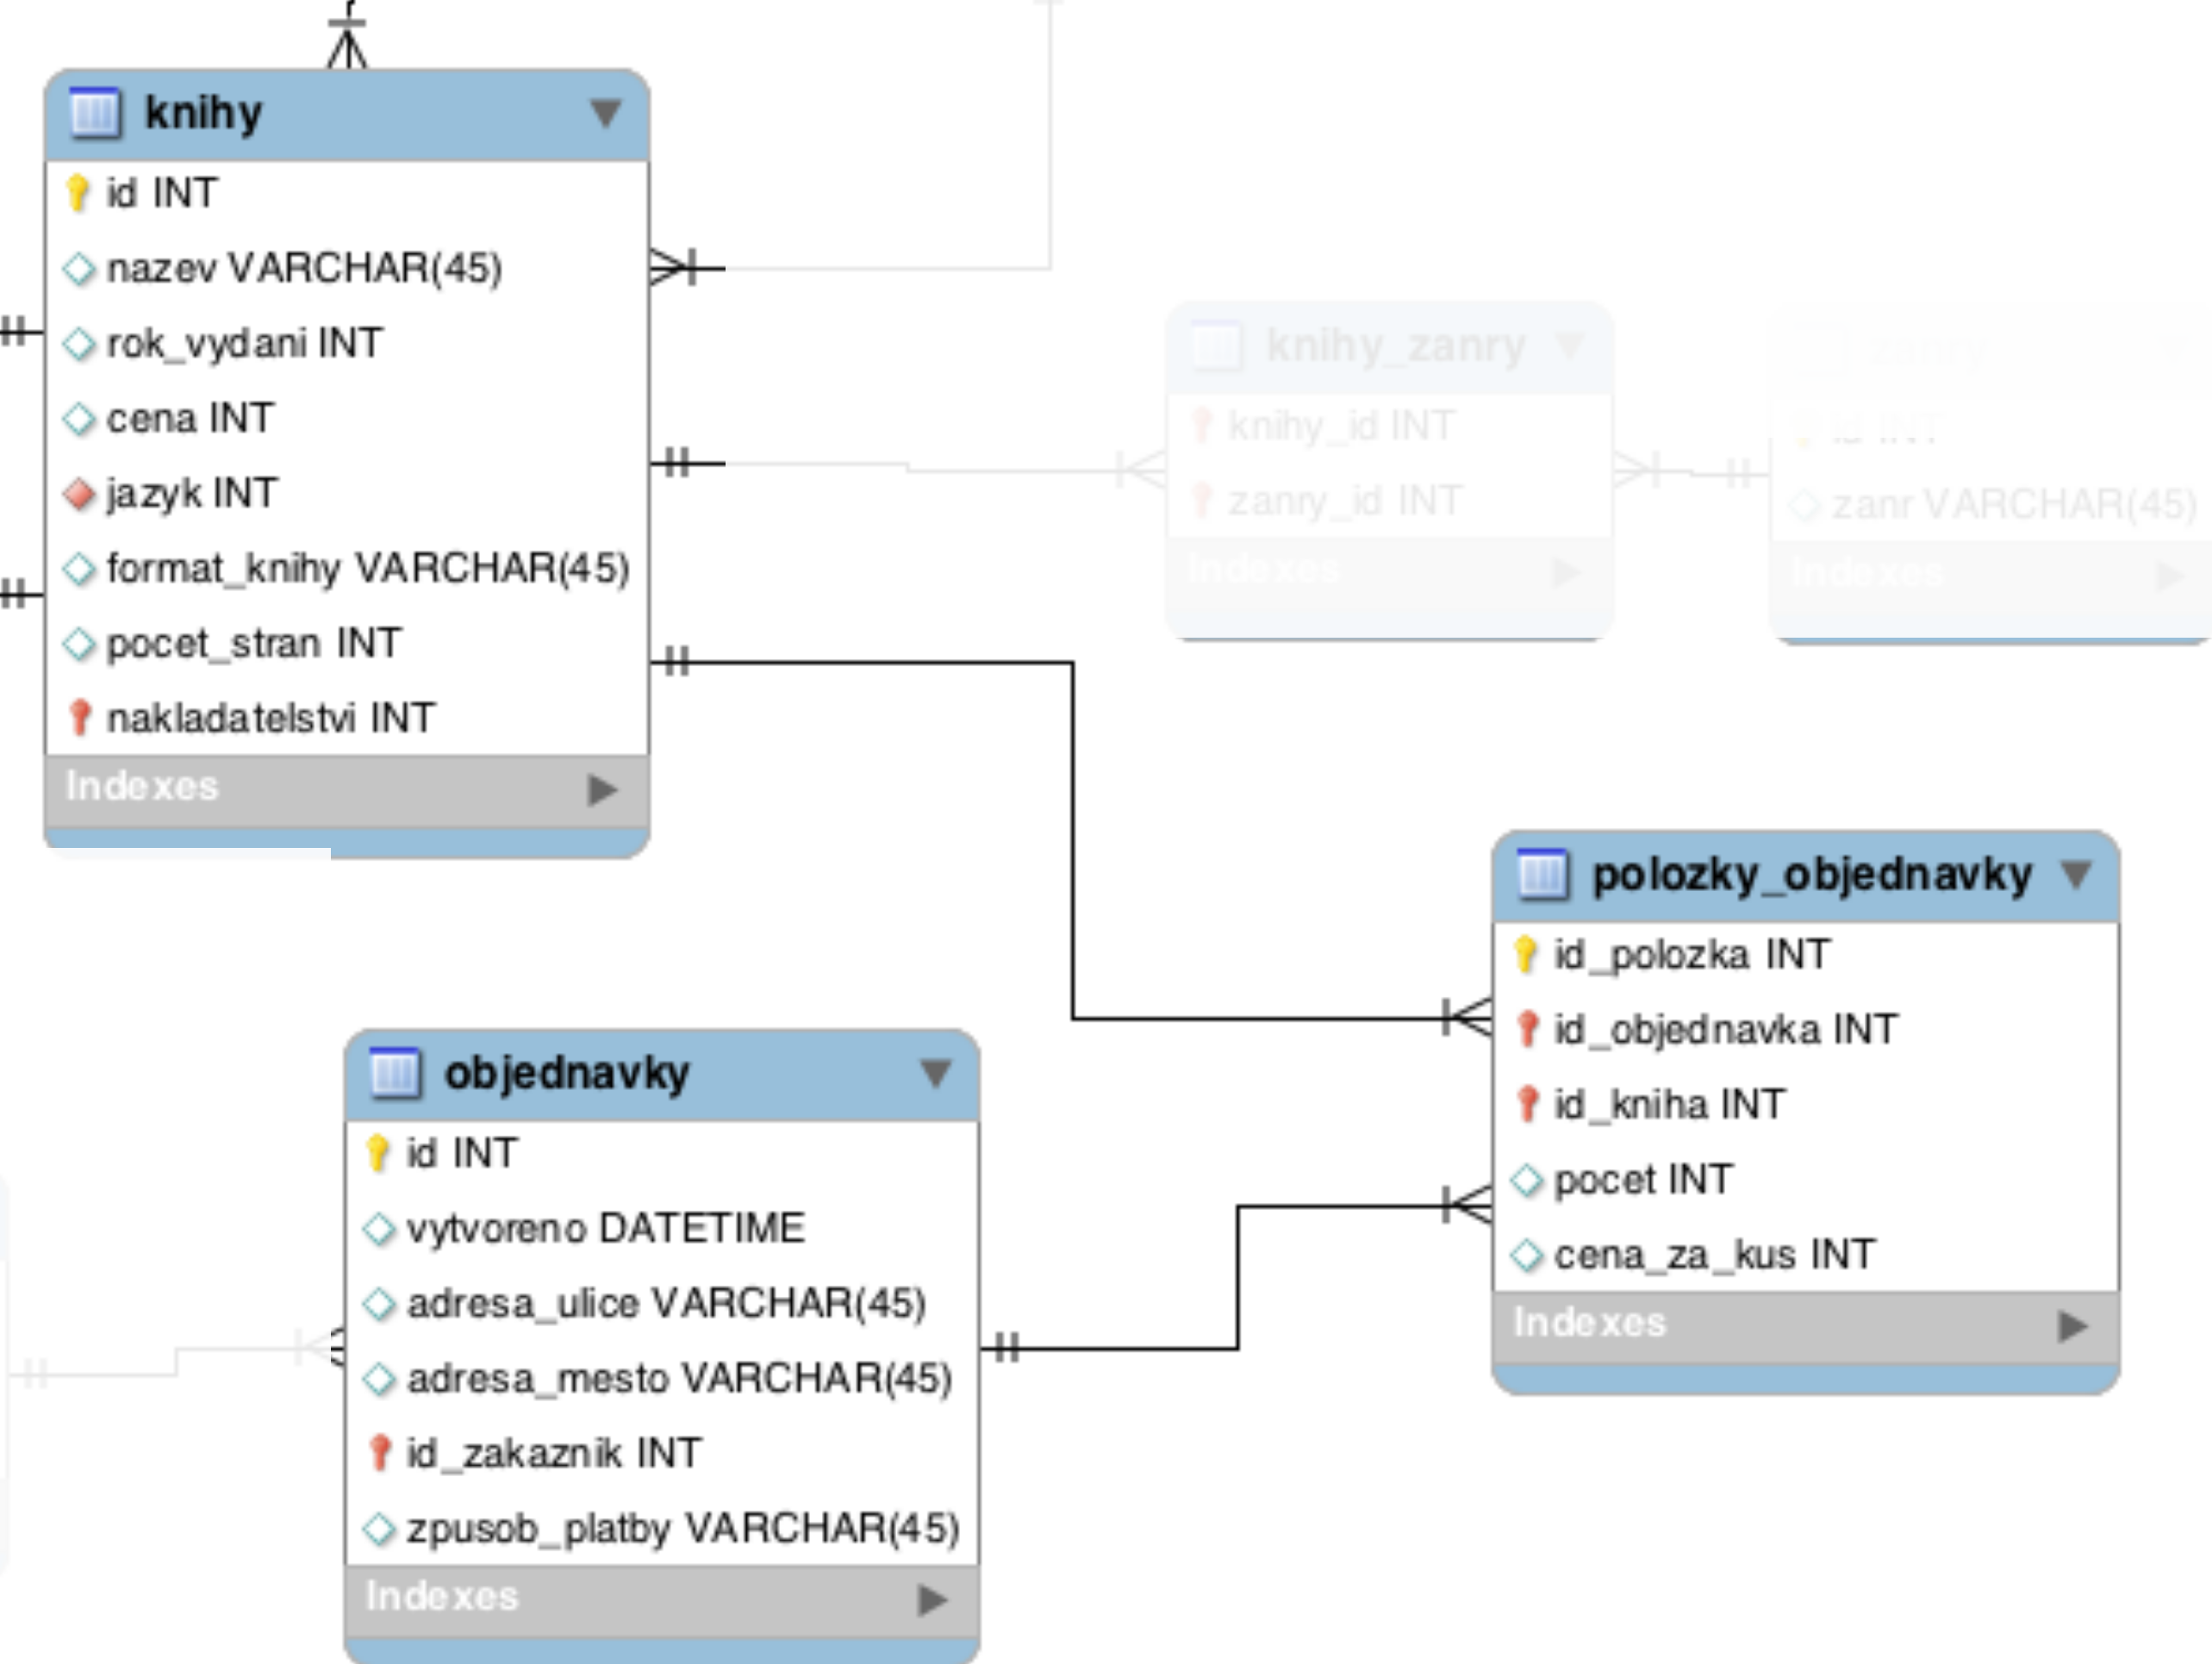 knihy
id INT
nazev VARCHAR(45)
rok_vydani INT
cena INT
jazyk INT
format_knihy VARCHAR(45)
pocet_stran INT
nakladatelstvi INT
Indexes
knihy_zanry
knihy_id INT
zanry_id INT
Indexes
zanry
id INT
zanr VARCHAR(45)
Indexes
objednavky
id INT
vytvoreno DATETIME
adresa_ulice VARCHAR(45)
adresa_mesto VARCHAR(45)
id_zakaznik INT
zpusob_platby VARCHAR(45)
Indexes
polozky_objednavky
id_polozka INT
id_objednavka INT
id_kniha INT
pocet INT
cena_za_kus INT
Indexes